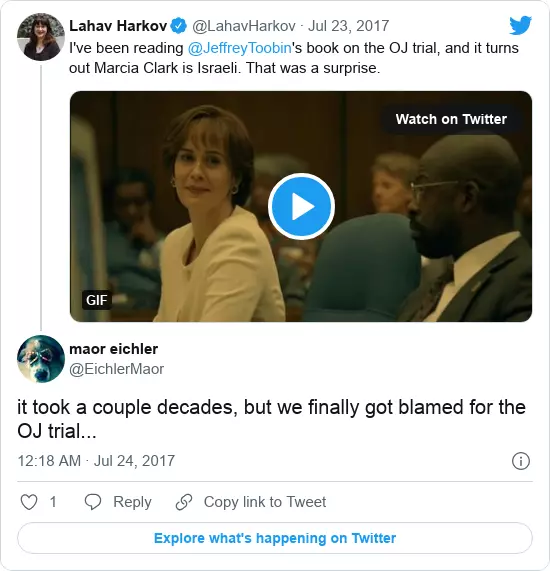 Lahav Harkov @LahavHarkov · Jul 23, 2017
I've been reading @JeffreyToobin's book on the OJ trial, and it turns
out Marcia Clark is Israeli. That was a surprise.
Watch on Twitter
GIF
maor eichler
@EichlerMaor
it took a couple decades, but we finally got blamed for the
OJ trial...
12:18 AM · Jul 24, 2017
1 Reply Copy link to Tweet
Explore what's happening on Twitter